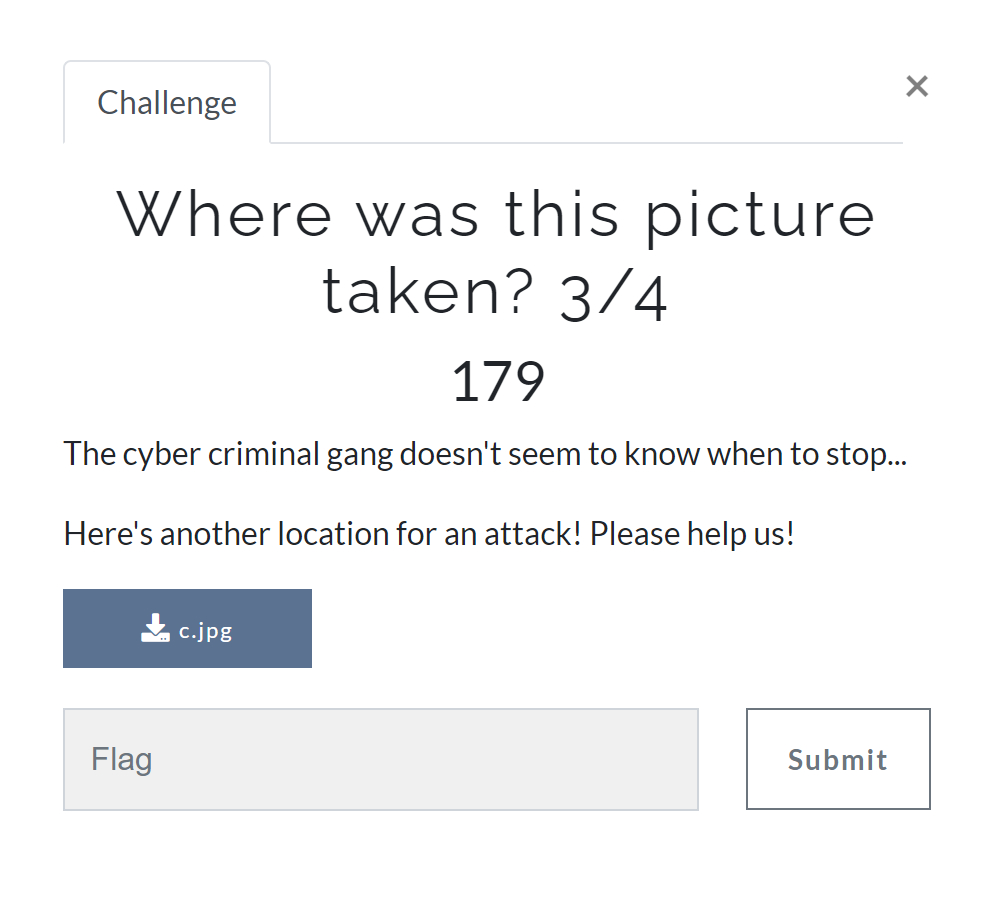 Challenge
×
Where was this picture
taken? 3/4
179
The cyber criminal gang doesn't seem to know when to stop...
Here's another location for an attack! Please help us!
c.jpg
Flag
Submit